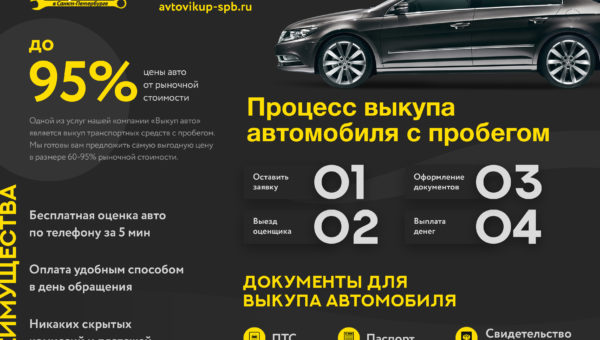 в Санкт-Петербурге
avtovikup-spb.ru
до
95%
цены авто
от рыночной
стоимости
Одной из услуг нашей компании «Выкуп авто»
является выкуп транспортных средств с пробегом.
Мы готовы вам предложить самую выгодную цену
в размере 60-95% рыночной стоимости.
Процесс выкупа
автомобиля с пробегом
Оставить
заявку
01
Оформление
документов
03
Выезд
оценщика
02
Выплата
денег
04
ИМУЩЕСТВА
Бесплатная оценка авто
по телефону за 5 мин
Оплата удобным способом
в день обращения
Никаких скрытых
ДОКУМЕНТЫ ДЛЯ
ВЫКУПА АВТОМОБИЛЯ
ПТС
Паспорт
Свидетельство